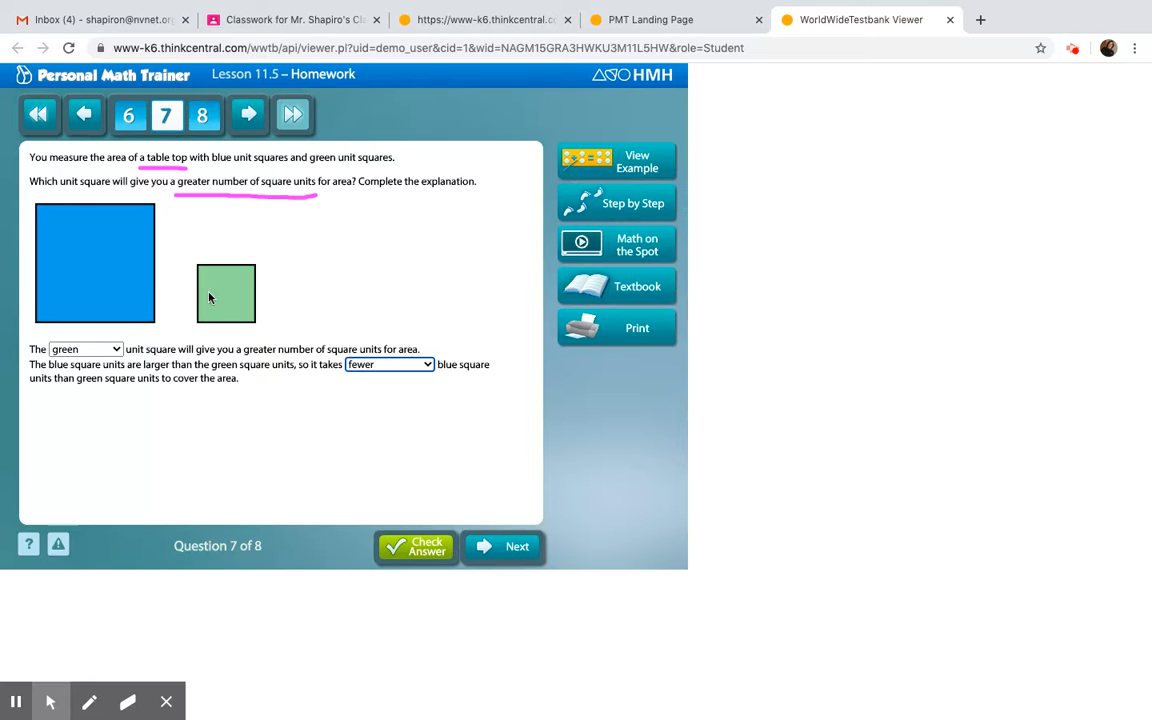 Inbox (4) - shapiron@nvnet.org
Classwork for Mr. Shapiro's Cl
https://www-k6.thinkcentral.co
PMT Landing Page
WorldWideTestbank Viewer
www-k6.thinkcentral.com/wwtb/api/viewer.pl?uid=demo_user&cid=1&wid=NAGM15GRA3HWKU3M11L5HW&role=Student
Personal Math Trainer
Lesson 11.5 – Homework
HMH
6 7 8
You measure the area of a table top with blue unit squares and green unit squares.
Which unit square will give you a greater number of square units for area? Complete the explanation.
The green unit square will give you a greater number of square units for area.
The blue square units are larger than the green square units, so it takes fewer blue square
units than green square units to cover the area.
View
Example
Step by Step
Math on
the Spot
Textbook
Print
?
Question 7 of 8
Check
Answer
Next